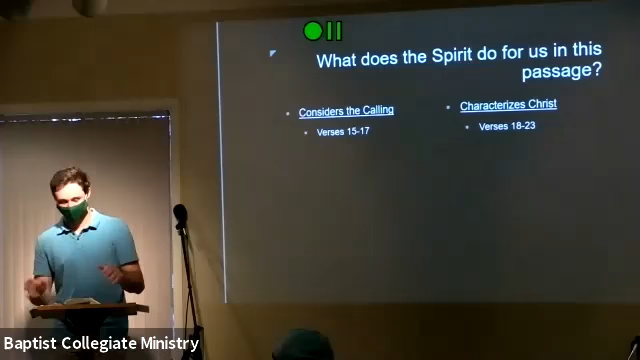 What does the Spirit do for us in this
passage?
Considers the Calling
Verses 15-17
Characterizes Christ
Verses 18-23
Baptist Collegiate Ministry